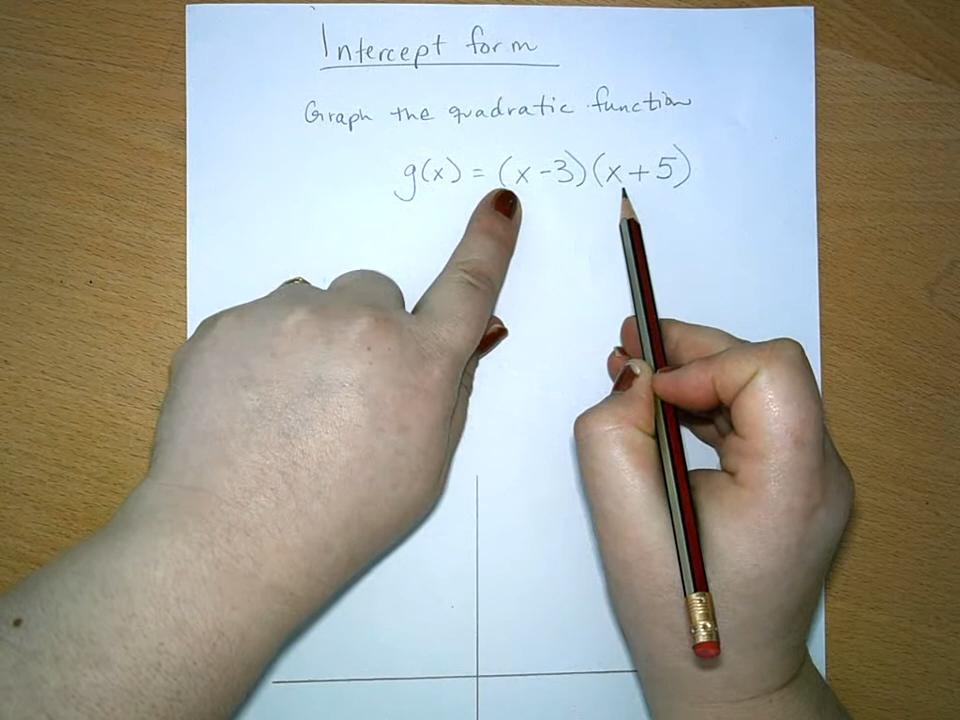 Intercept form
Graph the quadratic function
g(x) = (x-3)(x+5)